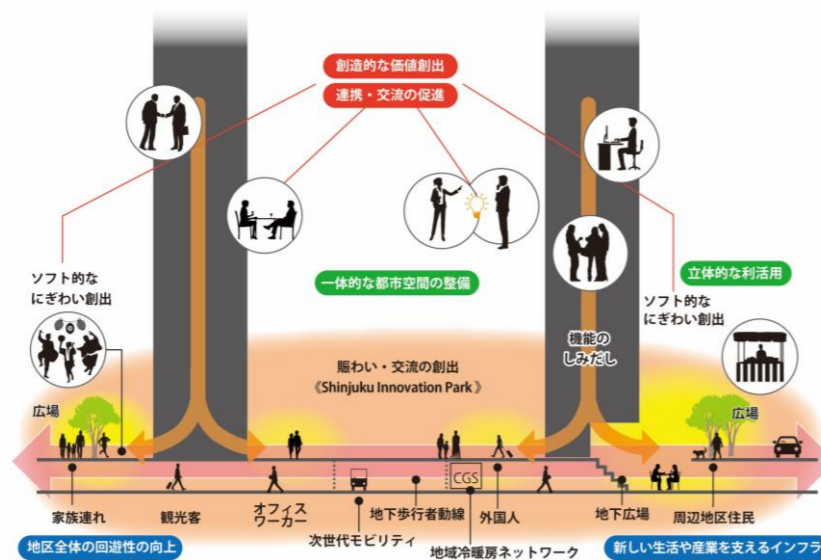 創造的な価値創出
連携・交流の促進
ソフト的な
にぎわい創出
一体的な都市空間の整備
立体的な利活用
ソフト的な
にぎわい創出
機能の
しみだし
賑わい・交流の創出
《Shinjuku Innovation Park》
広場
広場
CGS
家族連れ
観光客
オフィス
ワーカー
次世代モビリティ
地下歩行者動線
地域冷暖房ネットワーク
外国人
地下広場
周辺地区住民
地区全体の回遊性の向上
新しい生活や産業を支えるインフラ